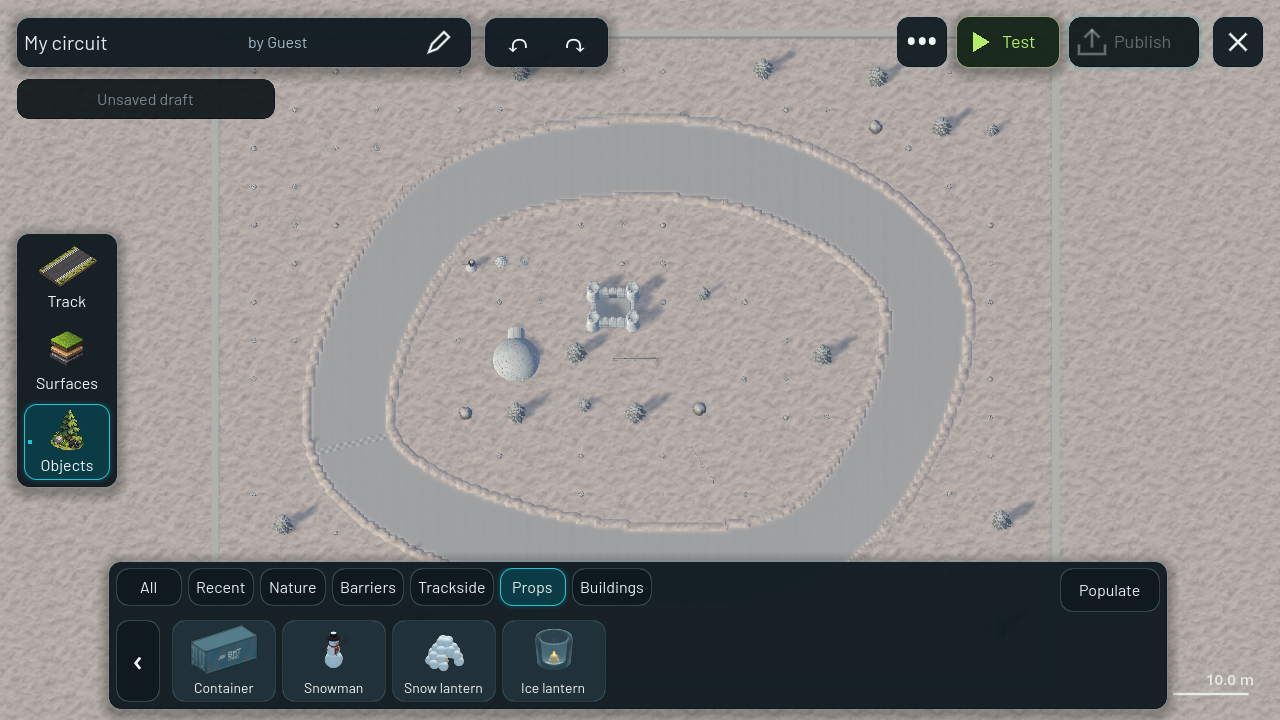 My circuit
by Guest
Test
Publish
Unsaved draft
Track
Surfaces
Objects
All
Recent
Nature
Barriers
Trackside
Props
Buildings
Populate
Container
Snowman
Snow lantern
Ice lantern
10.0 m